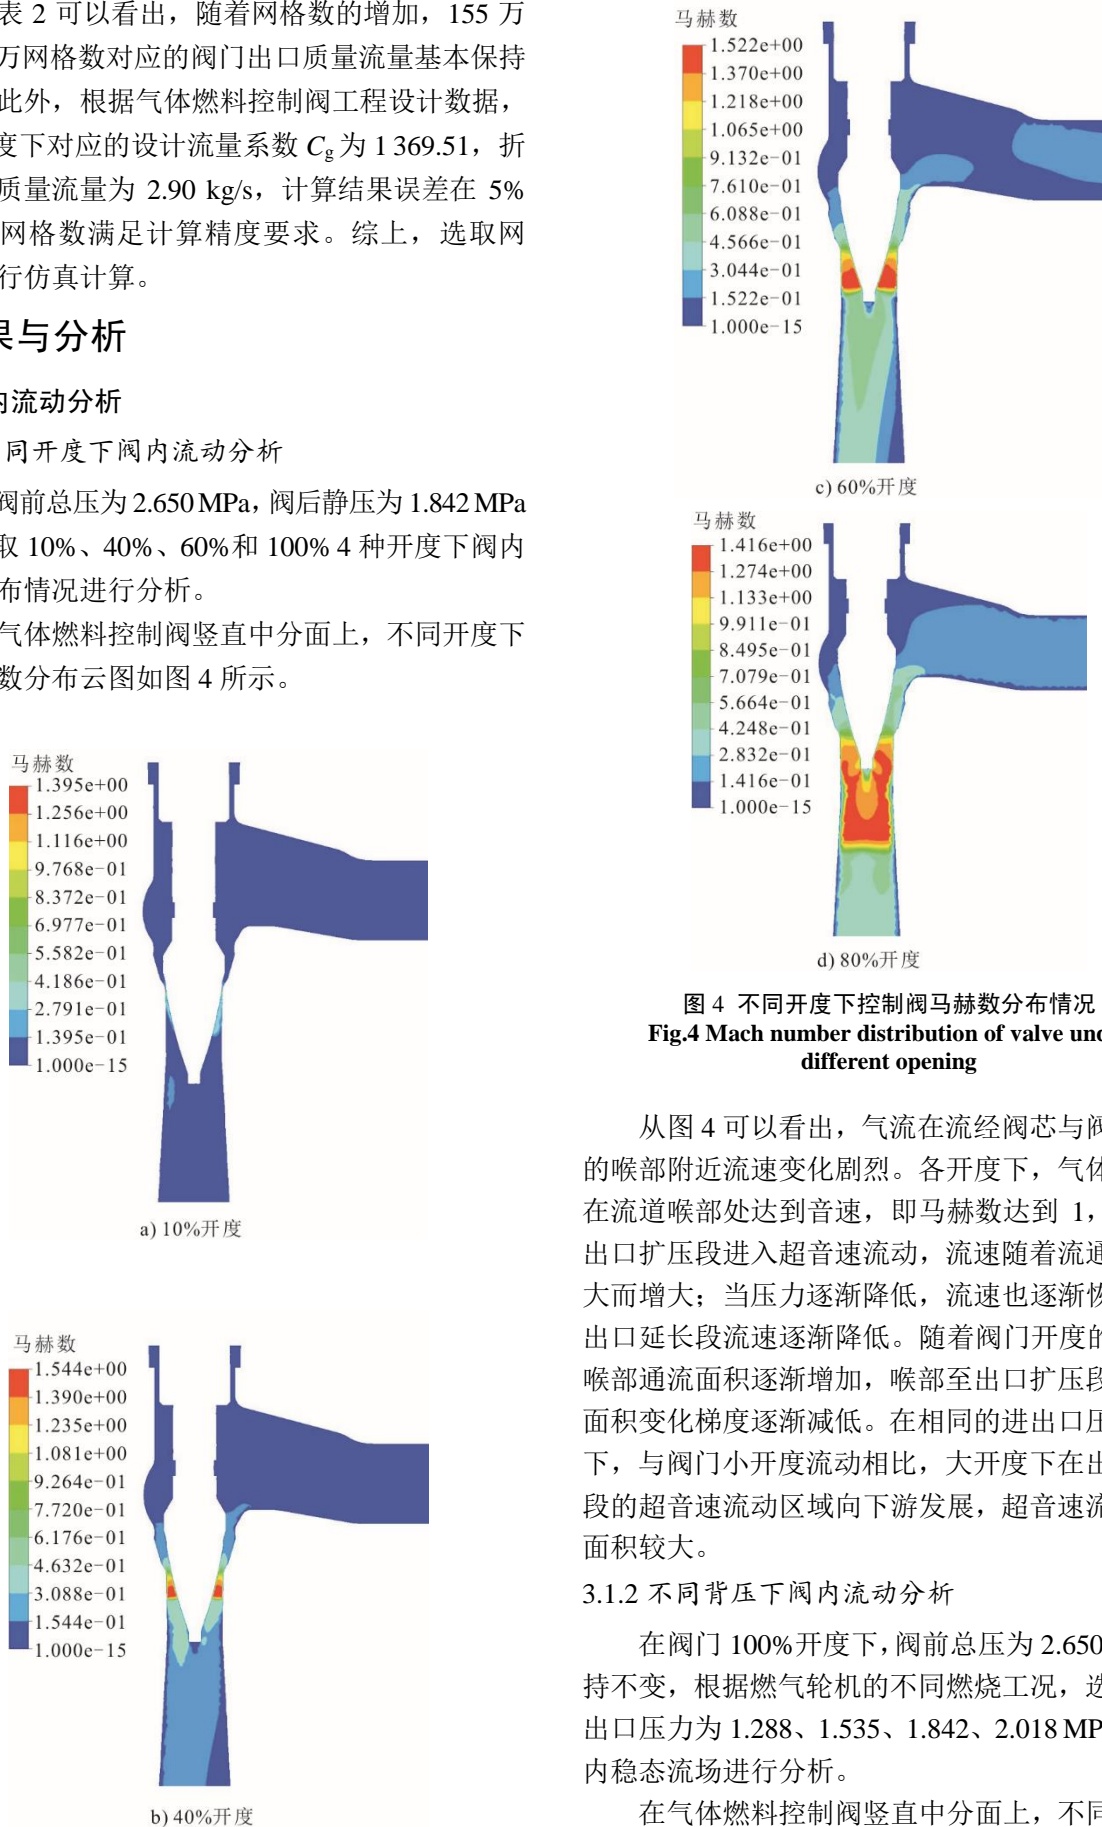 表 2 可以看出，随着网格数的增加，155 万
万网格数对应的阀门出口质量流量基本保持
此外，根据气体燃料控制阀工程设计数据，
度下对应的设计流量系数 Cg 为 1 369.51，折
质量流量为 2.90 kg/s，计算结果误差在 5%
网格数满足计算精度要求。综上，选取网
行仿真计算。
果与分析
内流动分析
同开度下阀内流动分析
阀前总压为 2.650 MPa，阀后静压为 1.842 MPa
取 10%、40%、60%和 100% 4 种开度下阀内
布情况进行分析。
气体燃料控制阀竖直中分面上，不同开度下
数分布云图如图 4 所示。
马赫数
1.395e+00
1.256e+00
1.116e+00
9.768e−01
8.372e−01
6.977e−01
5.582e−01
4.186e−01
2.791e−01
1.395e−01
1.000e−15
a) 10%开度
马赫数
1.544e+00
1.390e+00
1.235e+00
1.081e+00
9.264e−01
7.720e−01
6.176e−01
4.632e−01
3.088e−01
1.544e−01
1.000e−15
b) 40%开度
马赫数
1.522e+00
1.370e+00
1.218e+00
1.065e+00
9.132e−01
7.610e−01
6.088e−01
4.566e−01
3.044e−01
1.522e−01
1.000e−15
c) 60%开度
马赫数
1.416e+00
1.274e+00
1.133e+00
9.911e−01
8.495e−01
7.079e−01
5.664e−01
4.248e−01
2.832e−01
1.416e−01
1.000e−15
d) 80%开度
图 4 不同开度下控制阀马赫数分布情况
Fig.4 Mach number distribution of valve und
different opening
从图 4 可以看出，气流在流经阀芯与阀
的喉部附近流速变化剧烈。各开度下，气体
在流道喉部处达到音速，即马赫数达到 1，
出口扩压段进入超音速流动，流速随着流通
大而增大；当压力逐渐降低，流速也逐渐恢
出口延长段流速逐渐降低。随着阀门开度的
喉部通流面积逐渐增加，喉部至出口扩压段
面积变化梯度逐渐减低。在相同的进出口压
下，与阀门小开度流动相比，大开度下在出
段的超音速流动区域向下游发展，超音速流
面积较大。
3.1.2 不同背压下阀内流动分析
在阀门 100%开度下，阀前总压为 2.650
持不变，根据燃气轮机的不同燃烧工况，选
出口压力为 1.288、1.535、1.842、2.018 MP
内稳态流场进行分析。
在气体燃料控制阀竖直中分面上，不同